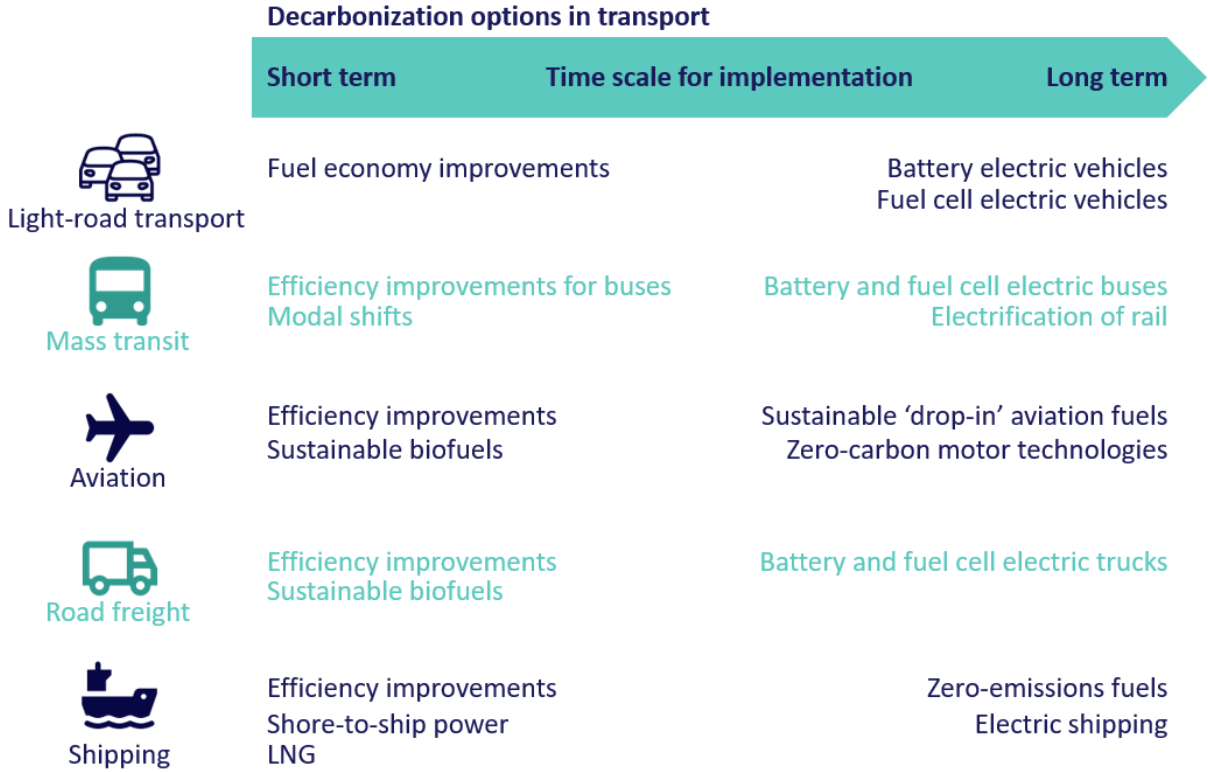 Decarbonization options in transport
Short term Time scale for implementation Long term
Light-road transport
Fuel economy improvements
Battery electric vehicles
Fuel cell electric vehicles
Mass transit
Efficiency improvements for buses
Modal shifts
Battery and fuel cell electric buses
Electrification of rail
Aviation
Efficiency improvements
Sustainable biofuels
Sustainable ‘drop-in’ aviation fuels
Zero-carbon motor technologies
Road freight
Efficiency improvements
Sustainable biofuels
Battery and fuel cell electric trucks
Shipping
Efficiency improvements
Shore-to-ship power
LNG
Zero-emissions fuels
Electric shipping